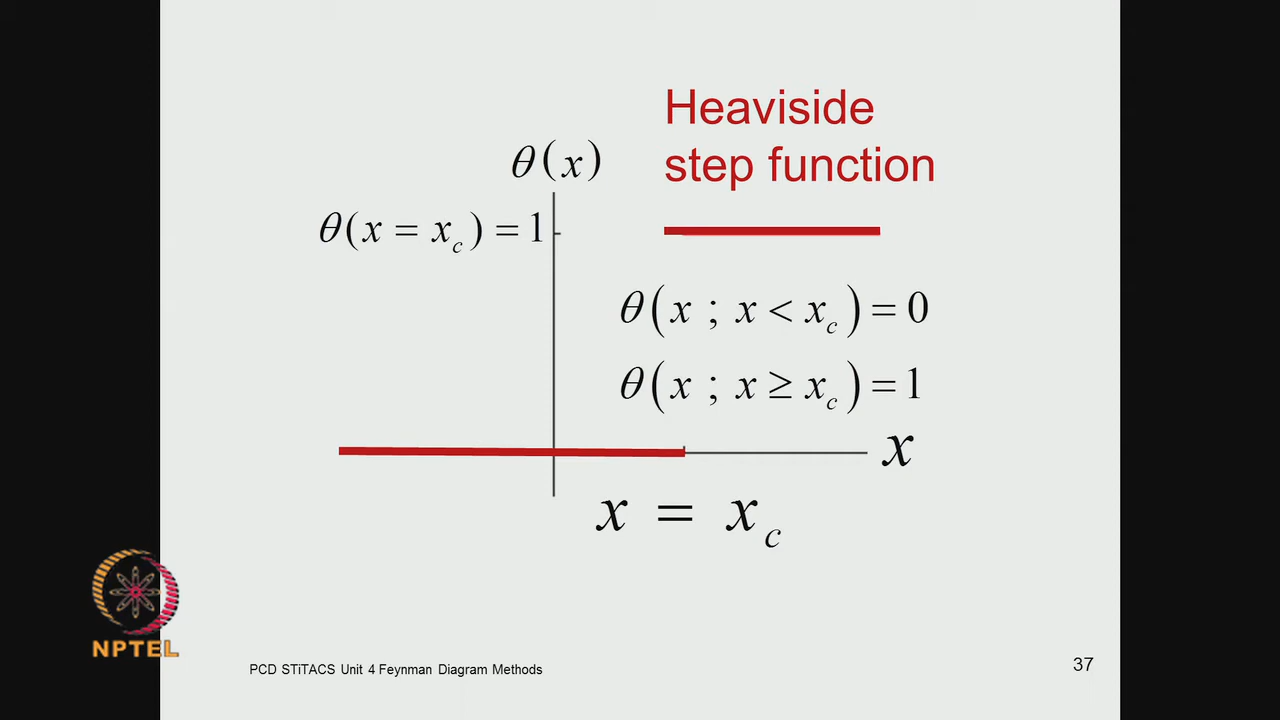 Heaviside
step function
θ(x)
θ(x = x_c) = 1
θ(x ; x < x_c) = 0
θ(x ; x ≥ x_c) = 1
x
x = x_c
NPTEL
PCD STiTACS Unit 4 Feynman Diagram Methods
37